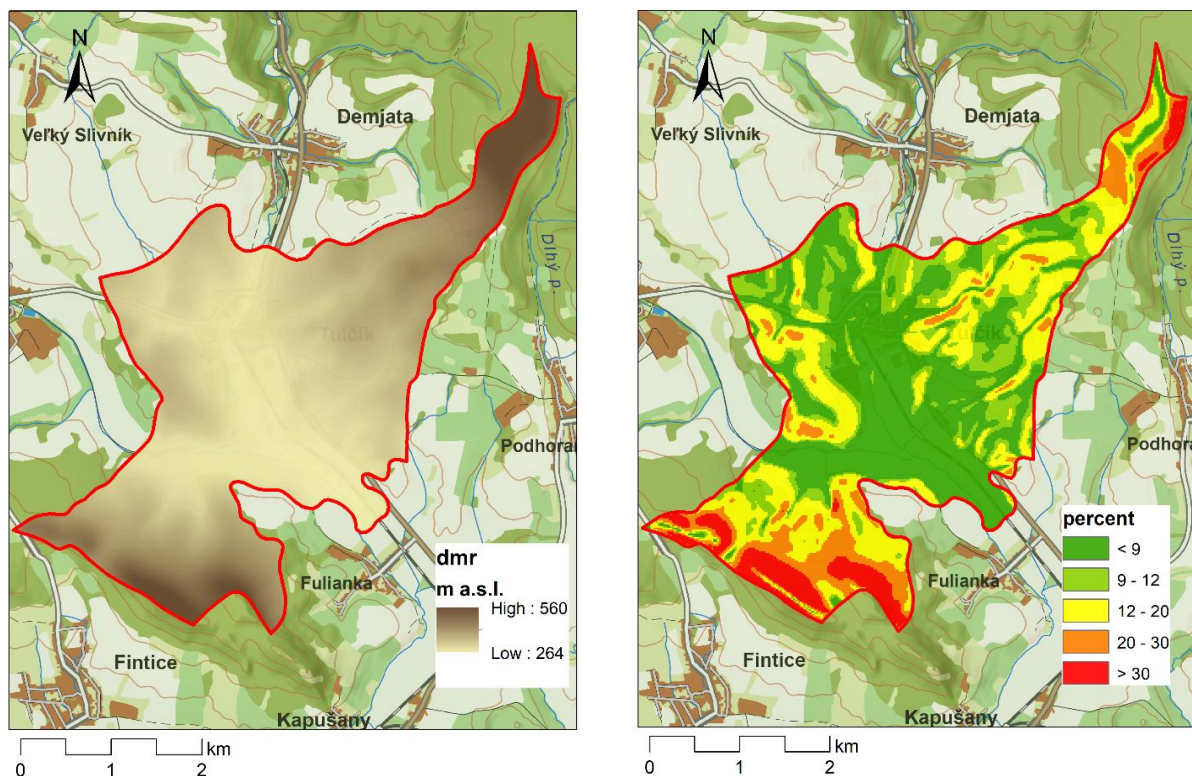 N
Demjata
Veľký Slivník
Dlhý p.
Tulčík
Podhoran
dmr
m a.s.l.
High : 560
Low : 264
Fulianka
Fintice
Kapušany
km
0 1 2
N
Demjata
Veľký Slivník
Dlhý p.
Tulčík
Podhora
percent
< 9
9 - 12
12 - 20
20 - 30
> 30
Fulianka
Fintice
Kapušany
km
0 1 2